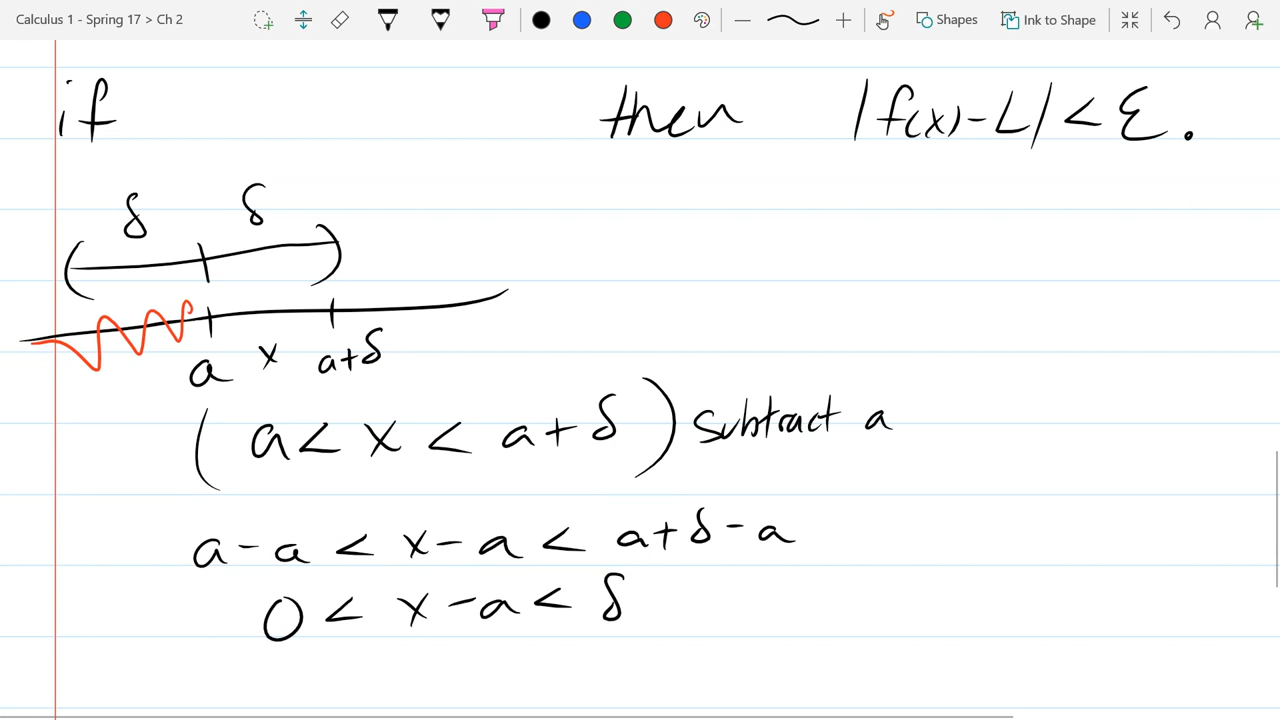 Calculus 1 - Spring 17 > Ch 2 Shapes Ink to Shape
if then |f(x)-L| < ε.
δ δ
a x a+δ
( a < x < a + δ ) subtract a
a - a < x - a < a + δ - a
0 < x - a < δ